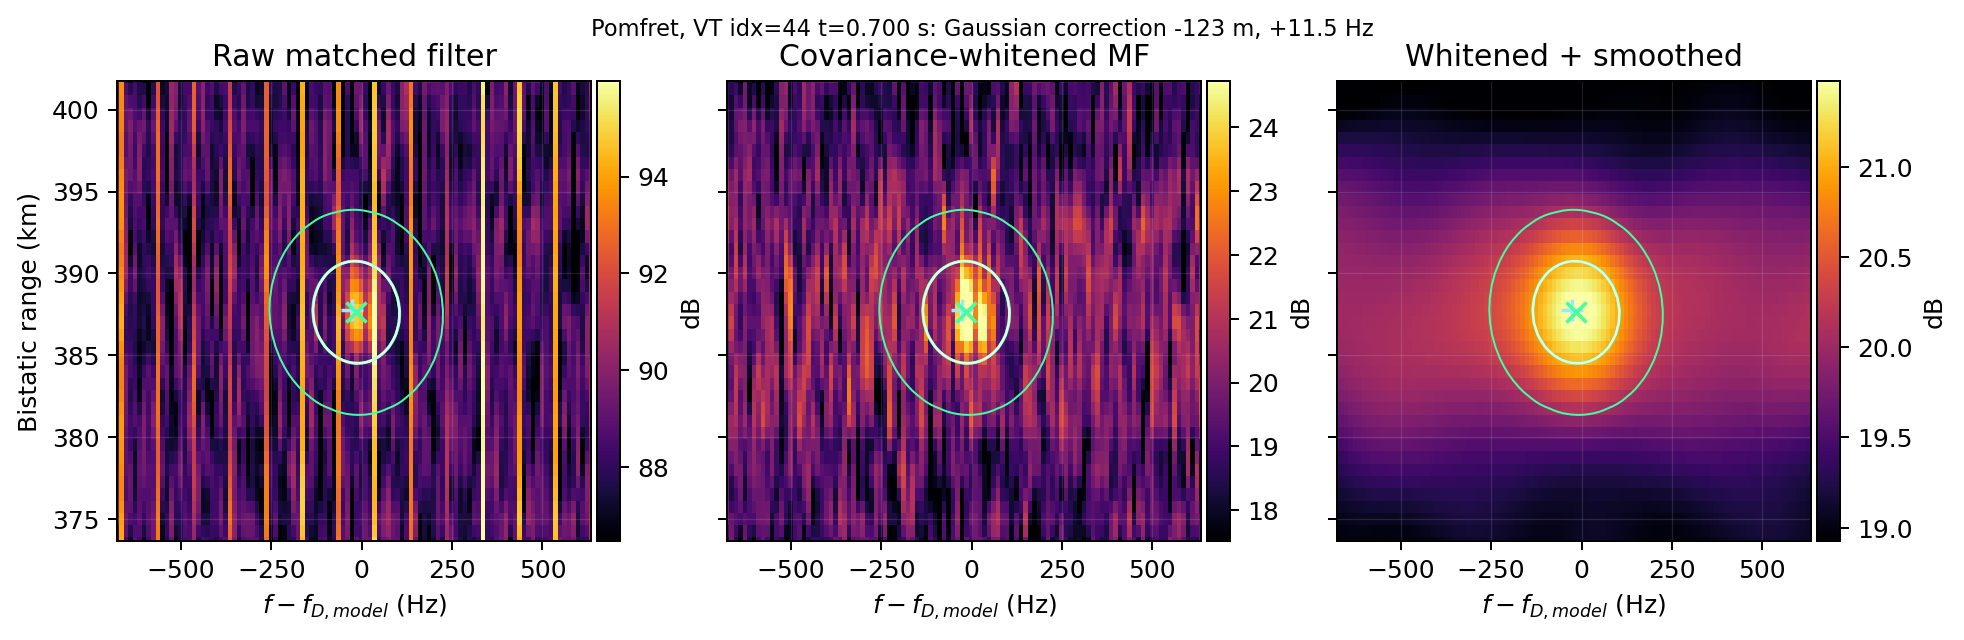 Pomfret, VT idx=44 t=0.700 s: Gaussian correction -123 m, +11.5 Hz
Raw matched filter
Covariance-whitened MF
Whitened + smoothed
Bistatic range (km)
400
395
390
385
380
375
−500 −250 0 250 500
f − f_{D, model} (Hz)
94
92
90
88
dB
−500 −250 0 250 500
f − f_{D, model} (Hz)
24
23
22
21
20
19
18
dB
−500 −250 0 250 500
f − f_{D, model} (Hz)
21.0
20.5
20.0
19.5
19.0
dB